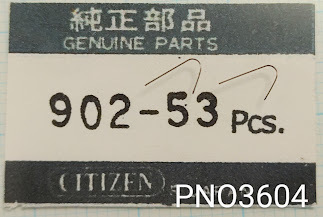 純正部品
GENUINE PARTS
902-53 Pcs.
CITIZEN
PNO3604